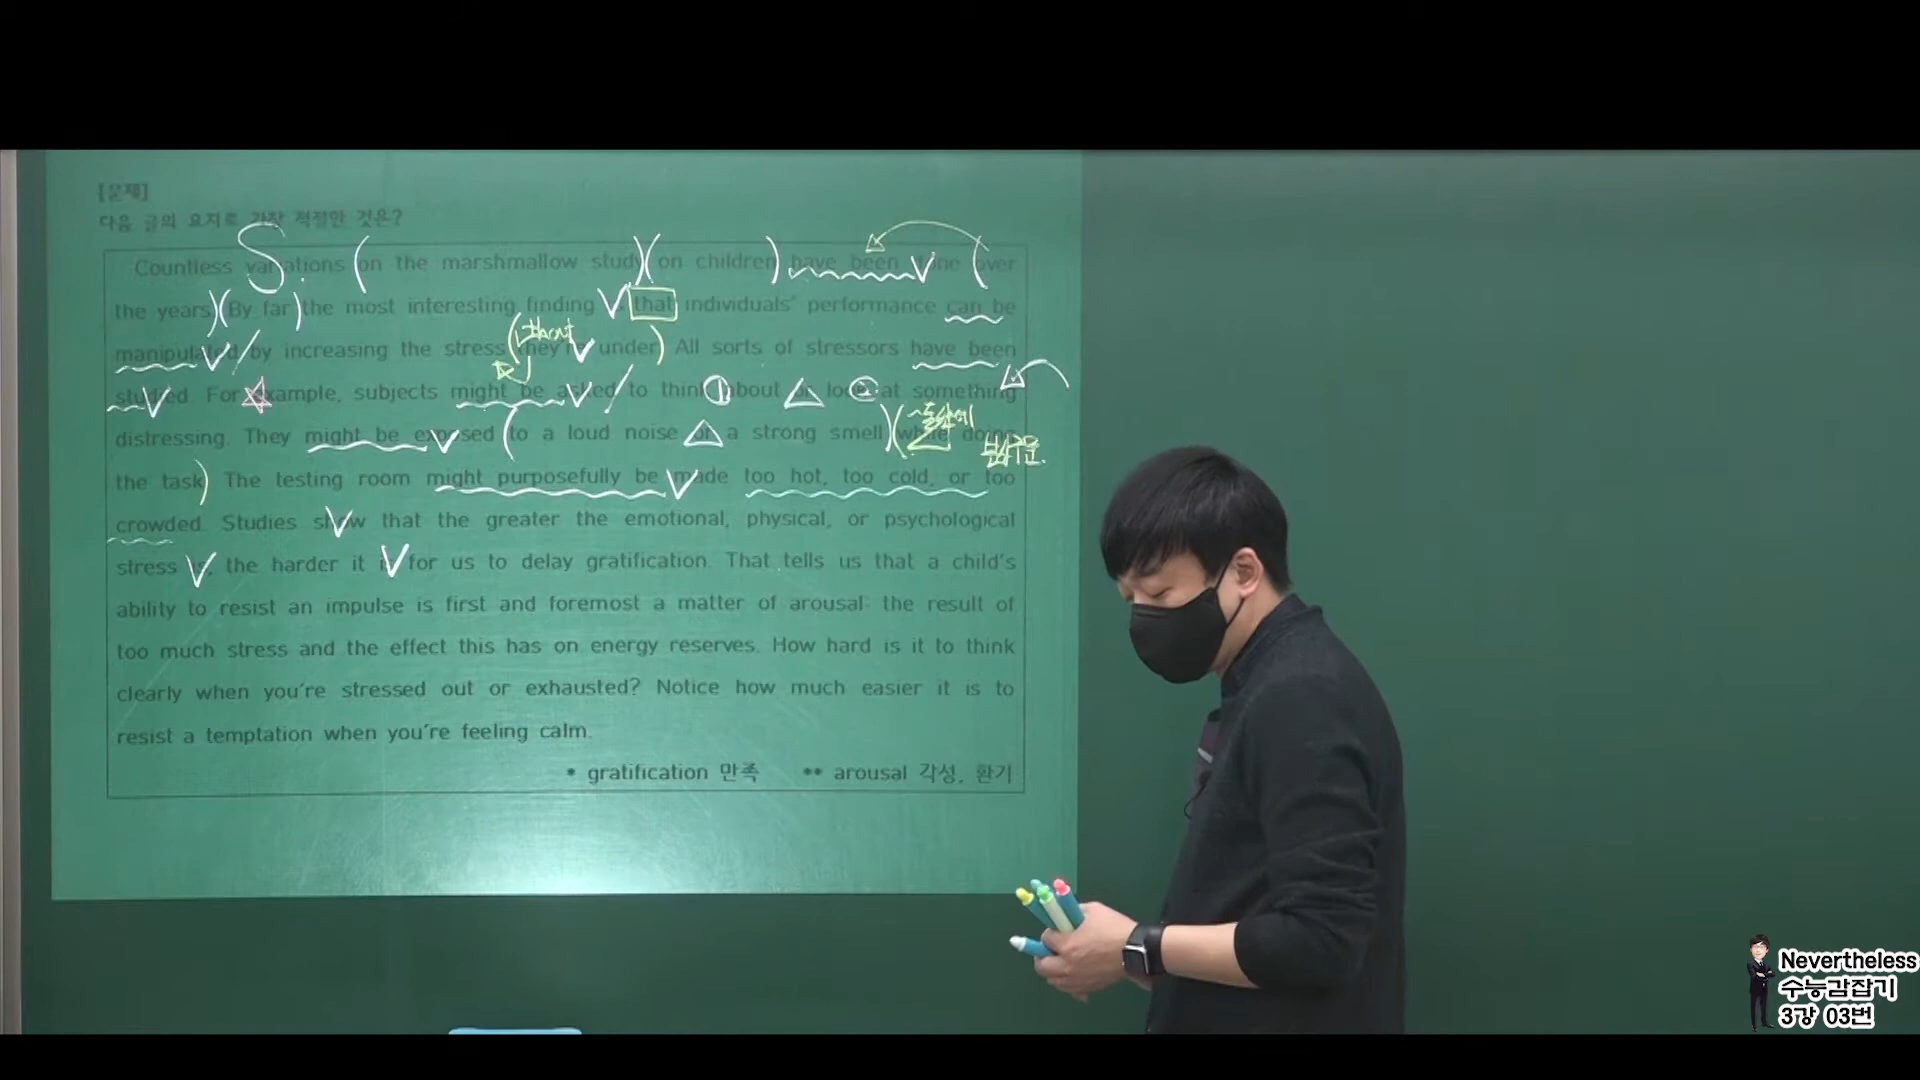 [문제]
다음 글의 요지로 가장 적절한 것은?
S.
Countless variations on the marshmallow study on children have been done over
the years. By far the most interesting finding is that individuals' performance can be
that
manipulated by increasing the stress they're under. All sorts of stressors have been
studied. For example, subjects might be asked to think about or look at something
distressing. They might be exposed to a loud noise or a strong smell while doing
분사구문.
the task. The testing room might purposefully be made too hot, too cold, or too
crowded. Studies show that the greater the emotional, physical, or psychological
stress is, the harder it is for us to delay gratification. That tells us that a child's
ability to resist an impulse is first and foremost a matter of arousal: the result of
too much stress and the effect this has on energy reserves. How hard is it to think
clearly when you're stressed out or exhausted? Notice how much easier it is to
resist a temptation when you're feeling calm.
* gratification 만족 ** arousal 각성, 환기
Nevertheless
수능감잡기
3강 03번